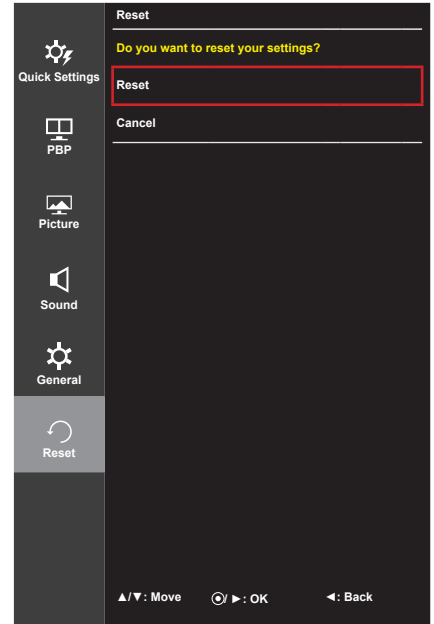 Reset
Do you want to reset your settings?
Reset
Cancel
Quick Settings
PBP
Picture
Sound
General
Reset
▲/▼: Move ◉/ ►: OK ◄: Back